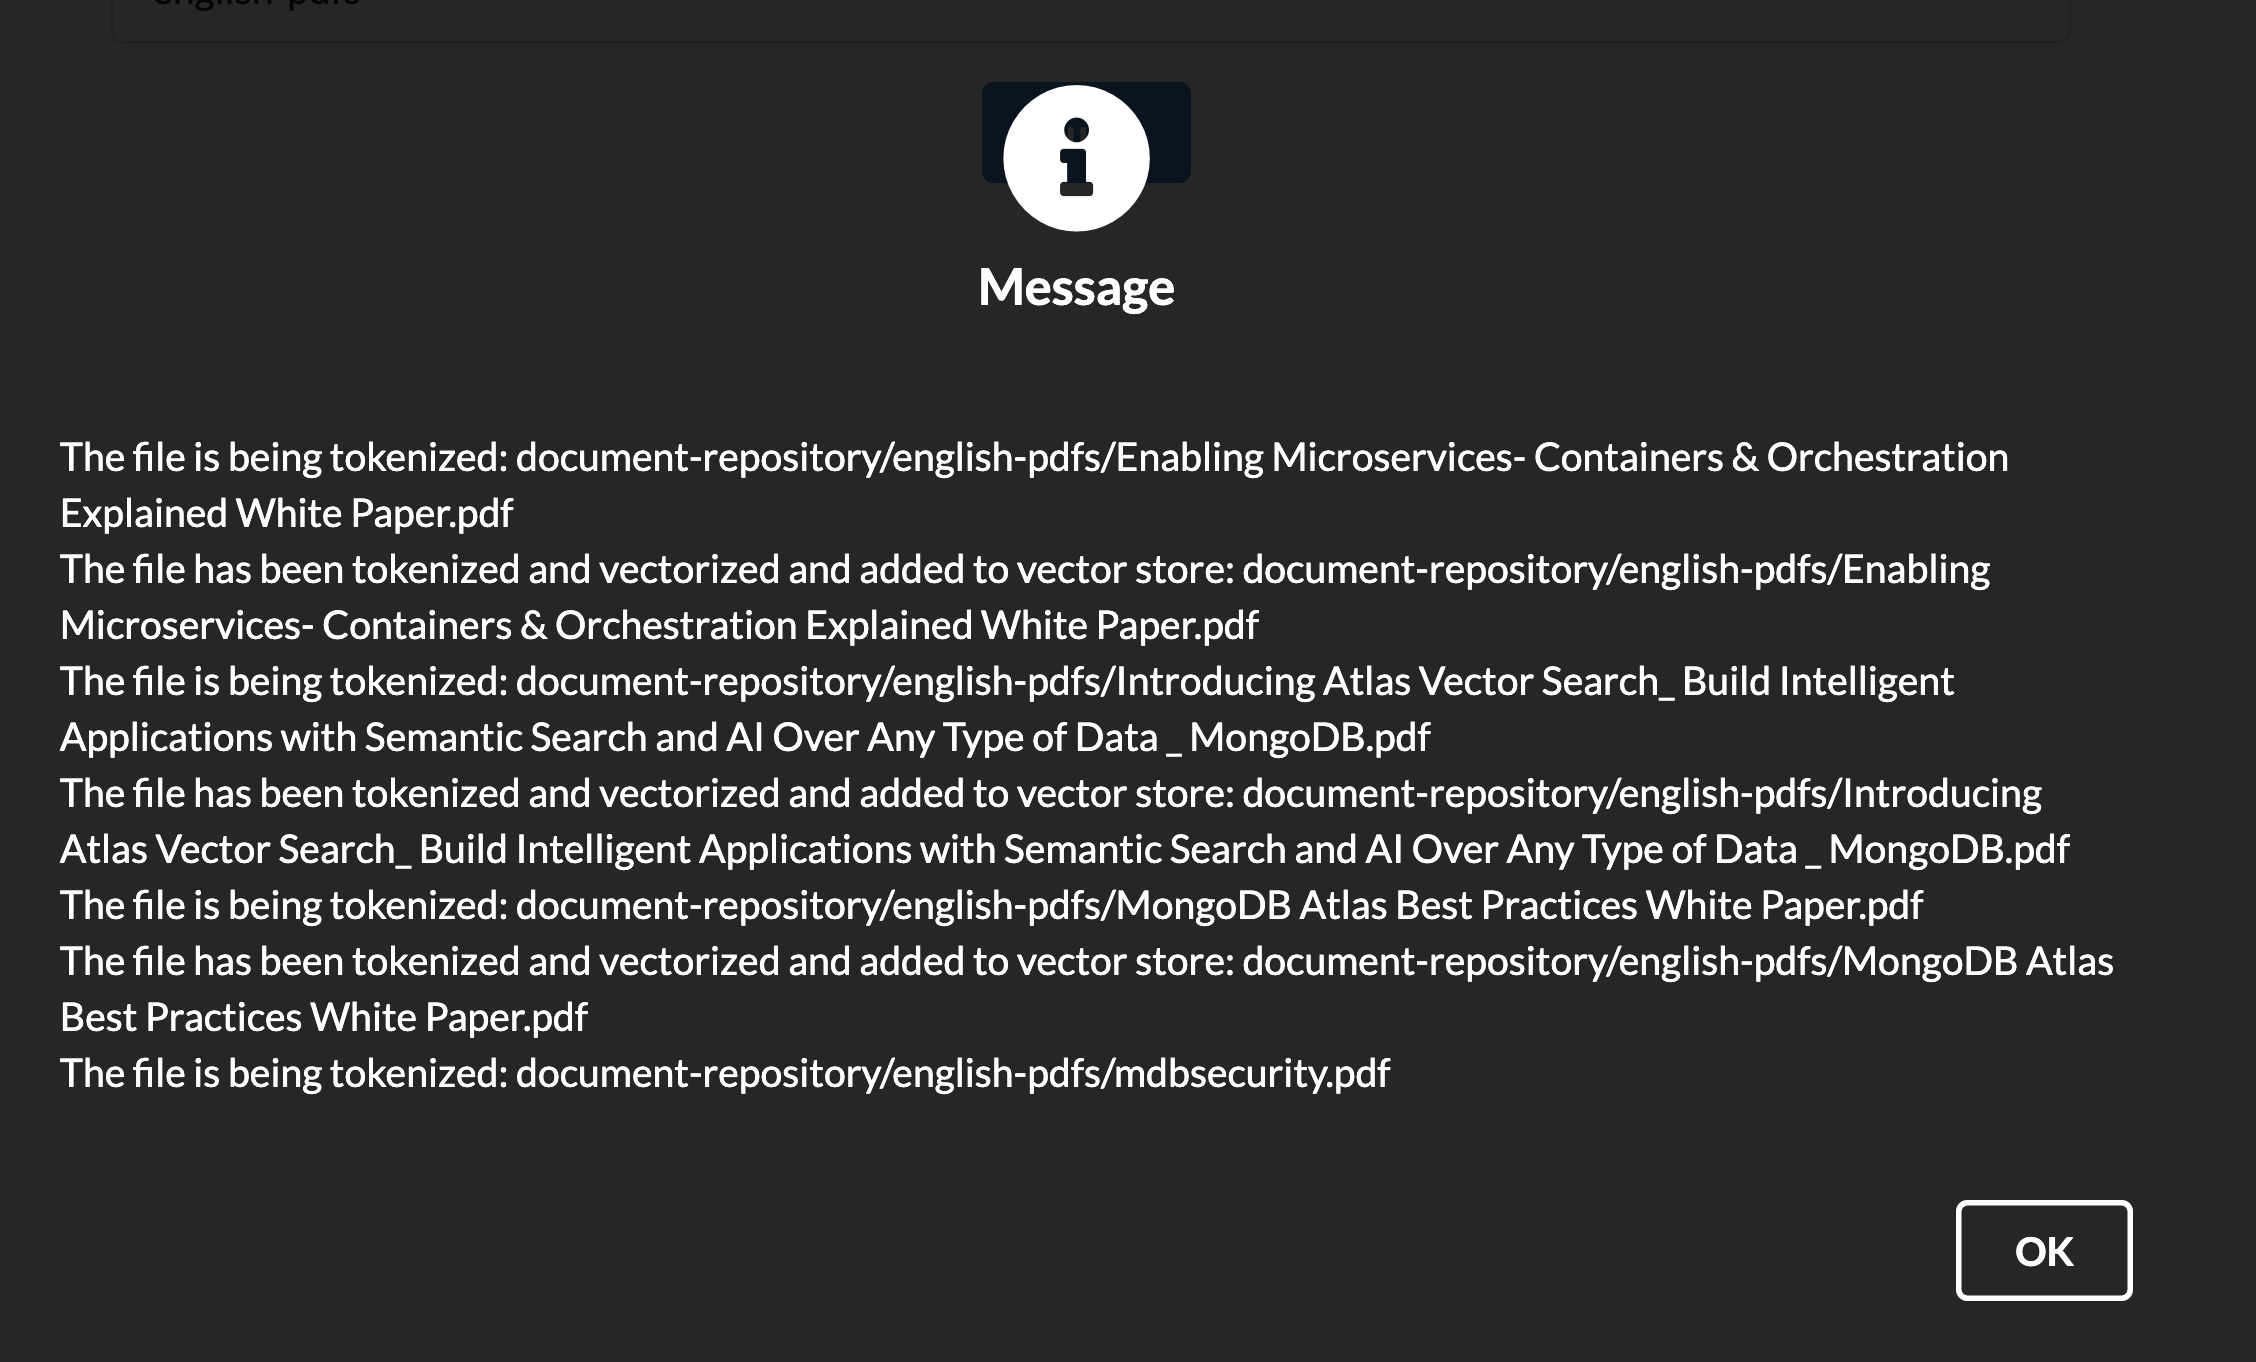 english-pdfs
Message
The file is being tokenized: document-repository/english-pdfs/Enabling Microservices- Containers & Orchestration
Explained White Paper.pdf
The file has been tokenized and vectorized and added to vector store: document-repository/english-pdfs/Enabling
Microservices- Containers & Orchestration Explained White Paper.pdf
The file is being tokenized: document-repository/english-pdfs/Introducing Atlas Vector Search_ Build Intelligent
Applications with Semantic Search and AI Over Any Type of Data _ MongoDB.pdf
The file has been tokenized and vectorized and added to vector store: document-repository/english-pdfs/Introducing
Atlas Vector Search_ Build Intelligent Applications with Semantic Search and AI Over Any Type of Data _ MongoDB.pdf
The file is being tokenized: document-repository/english-pdfs/MongoDB Atlas Best Practices White Paper.pdf
The file has been tokenized and vectorized and added to vector store: document-repository/english-pdfs/MongoDB Atlas
Best Practices White Paper.pdf
The file is being tokenized: document-repository/english-pdfs/mdbsecurity.pdf
OK